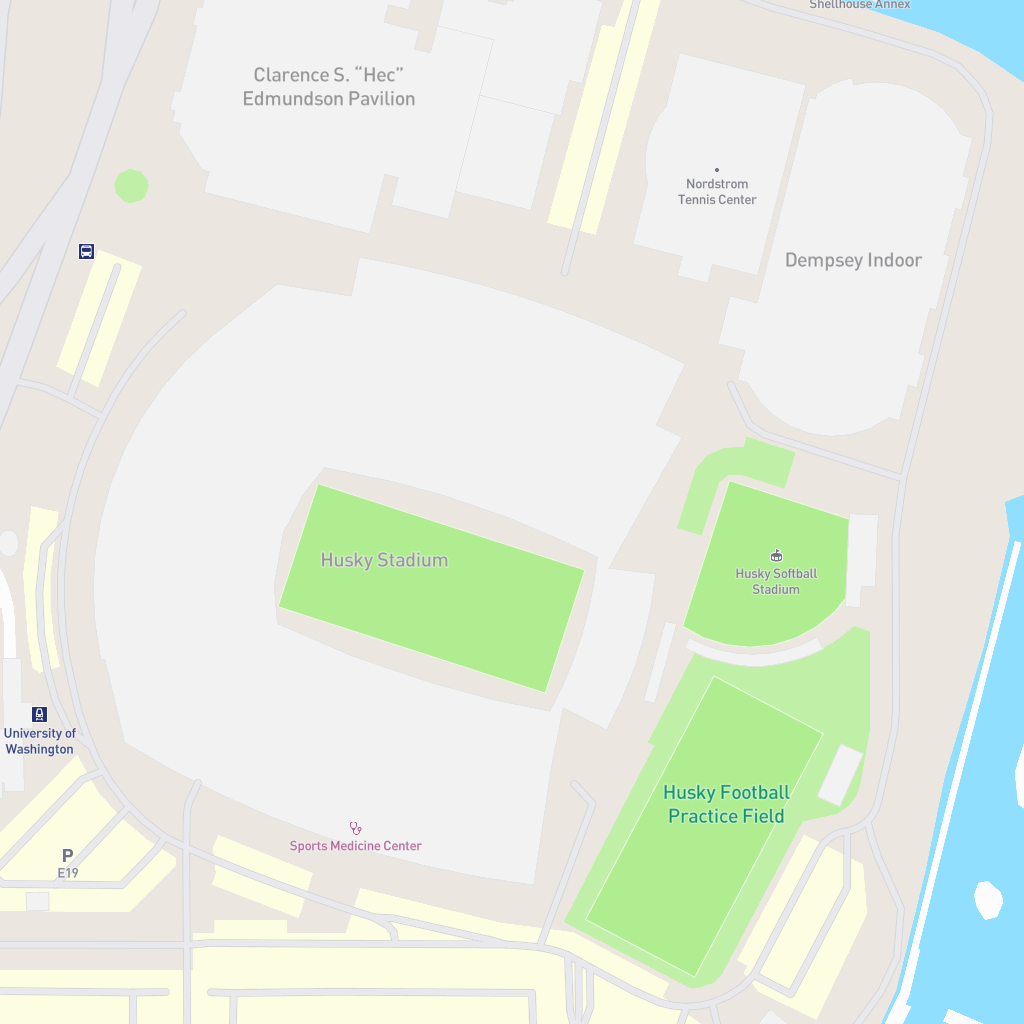 Shellhouse Annex
Clarence S. “Hec”
Edmundson Pavilion
Nordstrom
Tennis Center
Dempsey Indoor
Husky Stadium
Husky Softball
Stadium
University of
Washington
Husky Football
Practice Field
Sports Medicine Center
P
E19